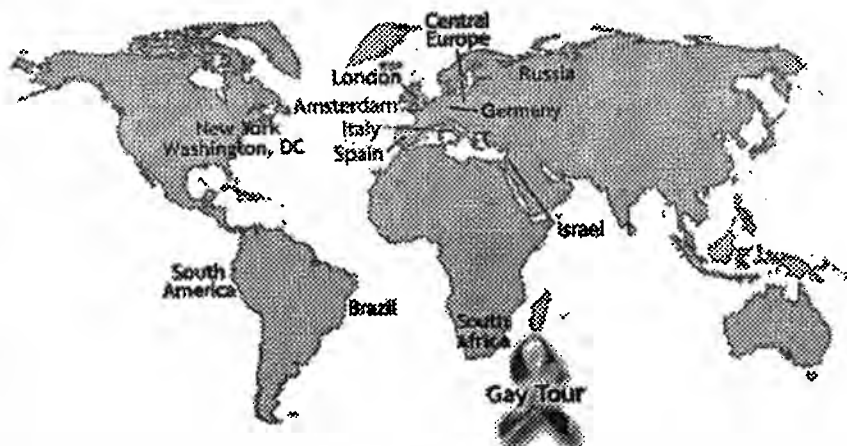 Central
Europe
London
Russia
Amsterdam
Germany
New York
Italy
Washington, DC
Spain
Israel
South
America
Brazil
South
Africa
Gay Tour